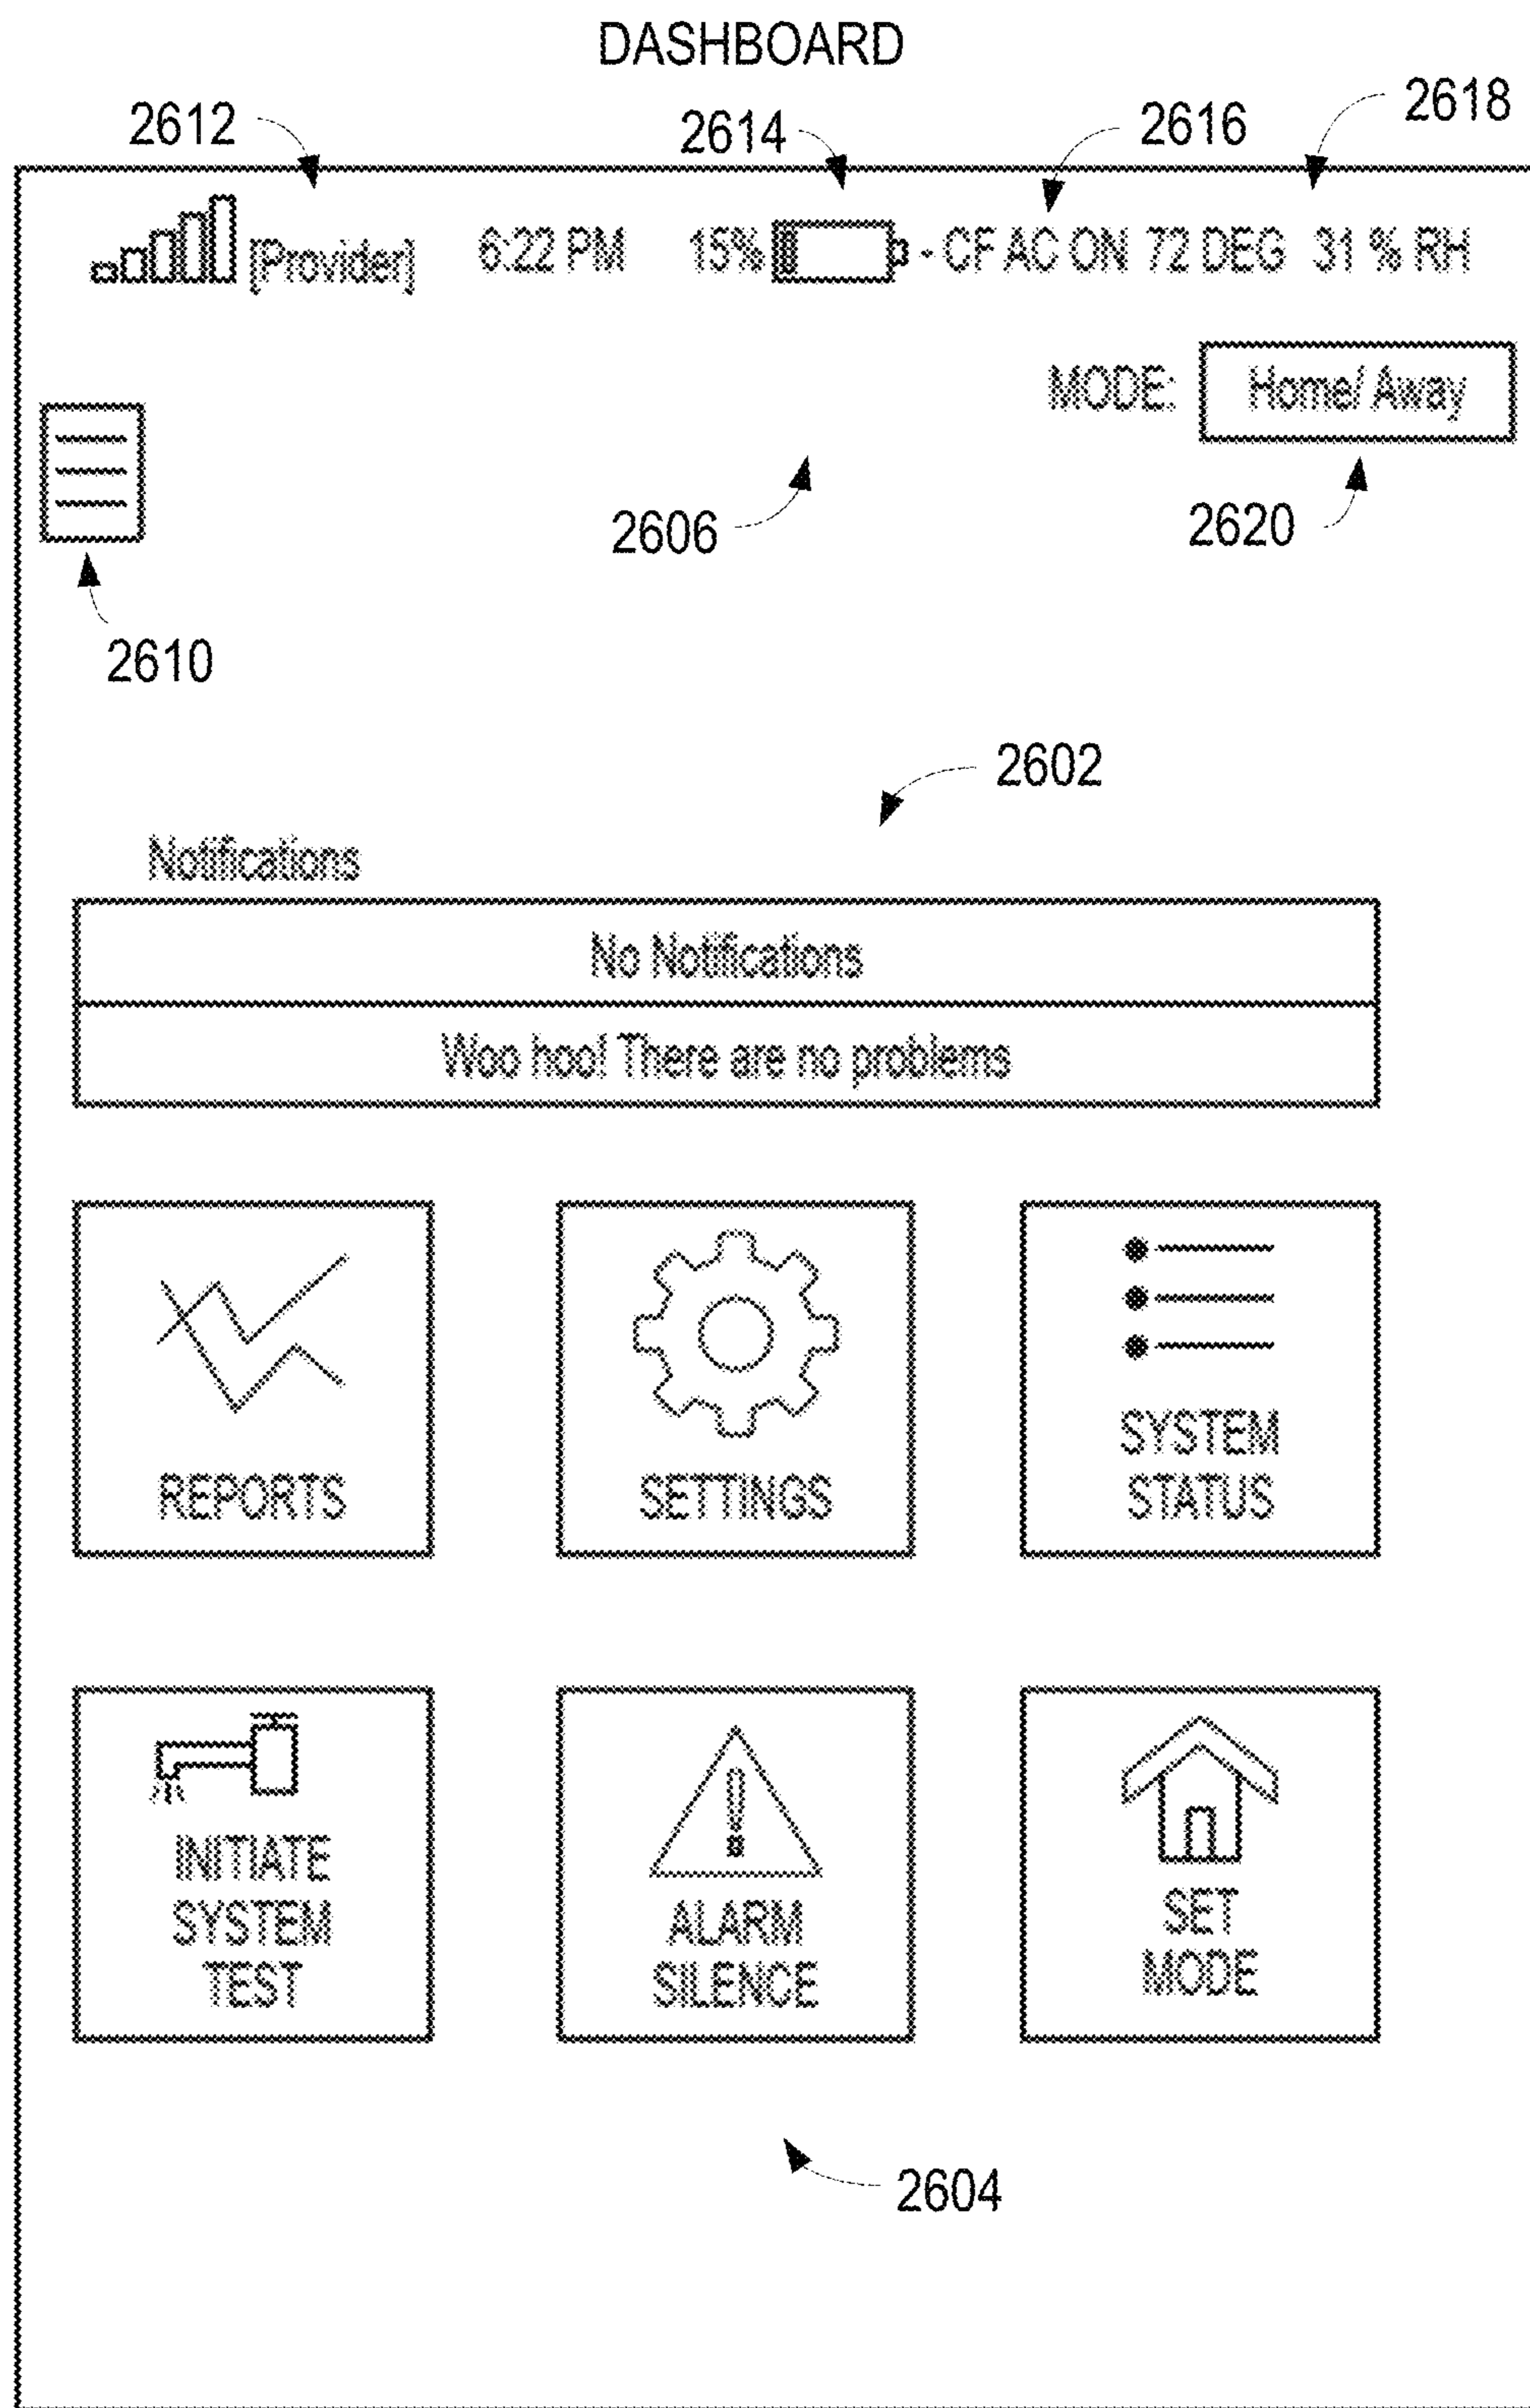 DASHBOARD
2612 2614 2616 2618
[Provider] 6:22 PM 15% - CF AC ON 72 DEG 31 % RH
MODE: Home/ Away
2606 2620
2610
2602
Notifications
No Notifications
Woo hoo! There are no problems
REPORTS
SETTINGS
SYSTEM
STATUS
INITIATE
SYSTEM
TEST
ALARM
SILENCE
SET
MODE
2604